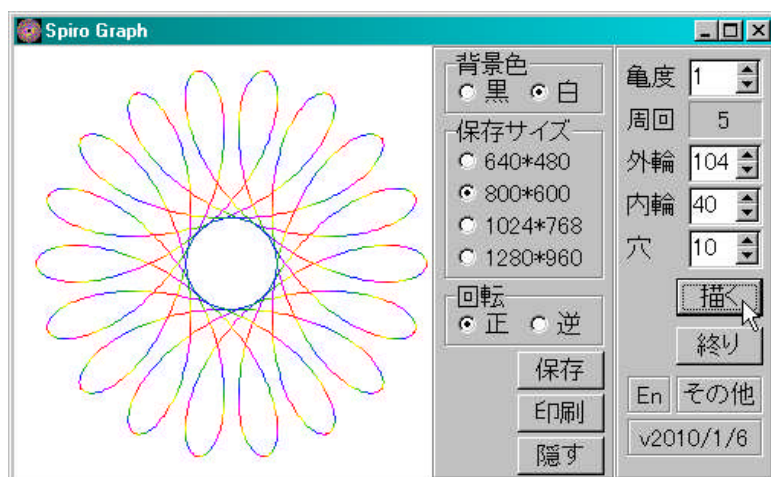 Spiro Graph
背景色
黒 白
保存サイズ
640*480
800*600
1024*768
1280*960
回転
正 逆
保存
印刷
隠す
亀度 1
周回 5
外輪 104
内輪 40
穴 10
描く
終り
En その他
v2010/1/6